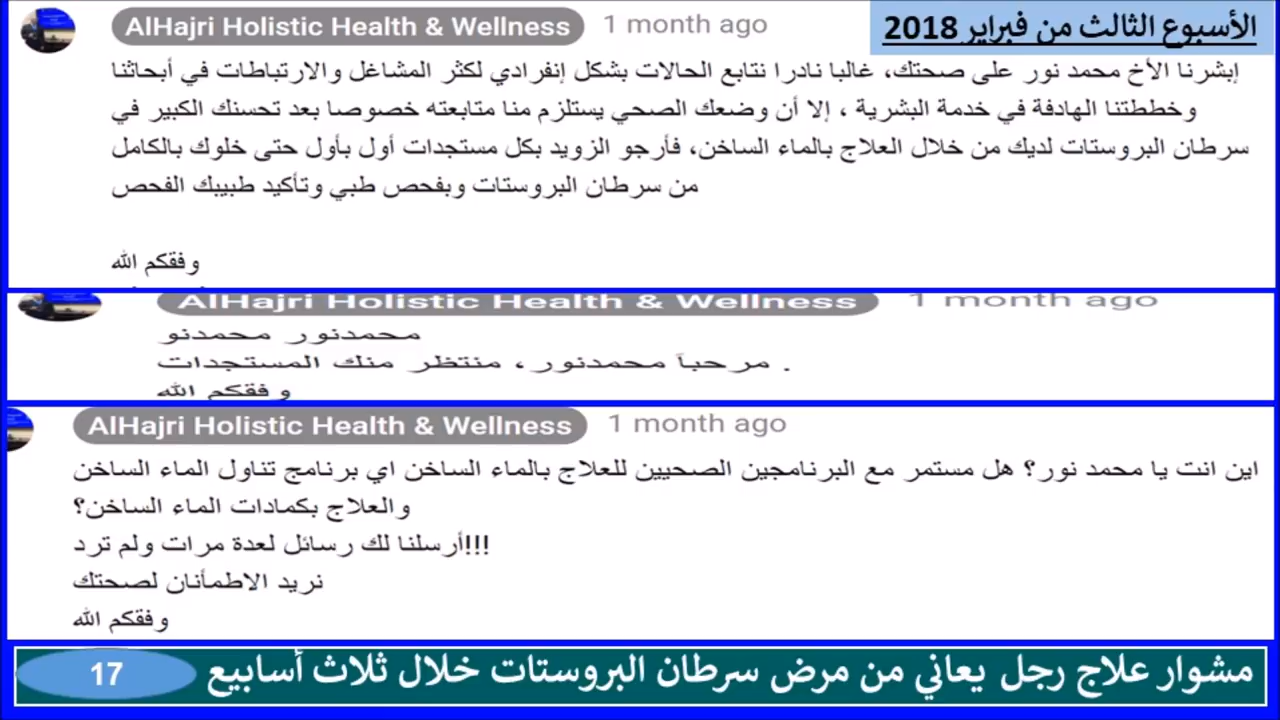 الأسبوع الثالث من فبراير 2018
AlHajri Holistic Health & Wellness 1 month ago
إبشرنا الأخ محمد نور على صحتك، غالبا نادرا نتابع الحالات بشكل إنفرادي لكثر المشاغل والارتباطات في أبحاثنا
وخططتنا الهادفة في خدمة البشرية ، إلا أن وضعك الصحي يستلزم منا متابعته خصوصا بعد تحسنك الكبير في
سرطان البروستات لديك من خلال العلاج بالماء الساخن، فأرجو الزويد بكل مستجدات أول بأول حتى خلوك بالكامل
من سرطان البروستات وبفحص طبي وتأكيد طبيبك الفحص
وفقكم الله
AlHajri Holistic Health & Wellness 1 month ago
محمدنور محمدنو
مرحباً محمدنور، منتظر منك المستجدات .
وفقكم الله
AlHajri Holistic Health & Wellness 1 month ago
اين انت يا محمد نور؟ هل مستمر مع البرنامجين الصحيين للعلاج بالماء الساخن اي برنامج تناول الماء الساخن
والعلاج بكمادات الماء الساخن؟
أرسلنا لك رسائل لعدة مرات ولم ترد!!!
نريد الاطمأنان لصحتك
وفقكم الله
مشوار علاج رجل يعاني من مرض سرطان البروستات خلال ثلاث أسابيع
17